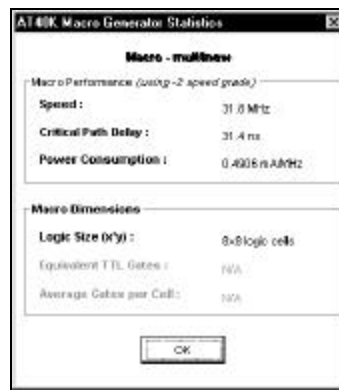 AT40K Macro Generator Statistics
Macro - multinew
Macro Performance (using -2 speed grade)
Speed : 31.8 MHz
Critical Path Delay : 31.4 ns
Power Consumption : 0.4906 mA/MHz
Macro Dimensions
Logic Size (x*y) : 8x8 logic cells
Equivalent TTL Gates : N/A
Average Gates per Cell : N/A
OK